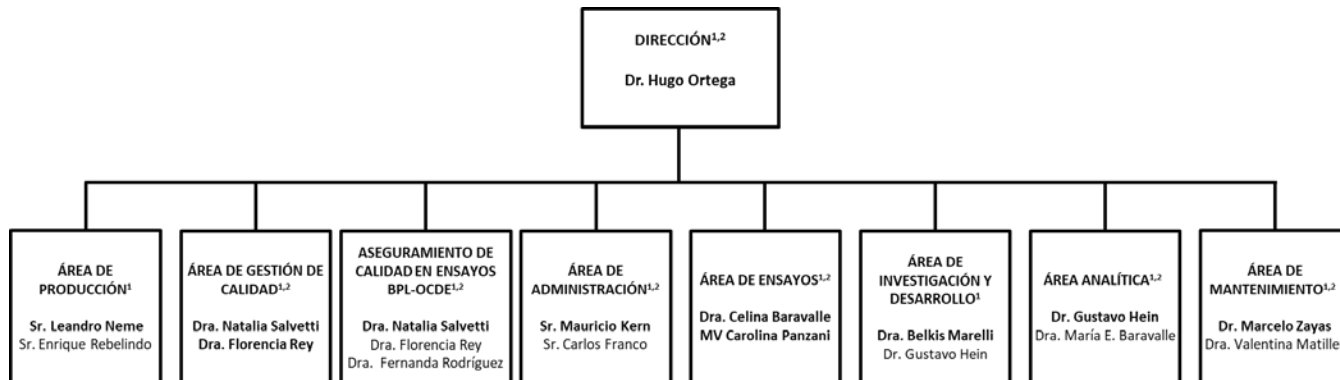 DIRECCIÓN¹,²
Dr. Hugo Ortega
ÁREA DE
PRODUCCIÓN¹
Sr. Leandro Neme
Sr. Enrique Rebelindo
ÁREA DE GESTIÓN DE
CALIDAD¹,²
Dra. Natalia Salvetti
Dra. Florencia Rey
ASEGURAMIENTO DE
CALIDAD EN ENSAYOS
BPL-OCDE¹,²
Dra. Natalia Salvetti
Dra. Florencia Rey
Dra. Fernanda Rodríguez
ÁREA DE
ADMINISTRACIÓN¹,²
Sr. Mauricio Kern
Sr. Carlos Franco
ÁREA DE ENSAYOS¹,²
Dra. Celina Baravalle
MV Carolina Panzani
ÁREA DE
INVESTIGACIÓN Y
DESARROLLO¹
Dra. Belkis Marelli
Dr. Gustavo Hein
ÁREA ANALÍTICA¹,²
Dr. Gustavo Hein
Dra. María E. Baravalle
ÁREA DE
MANTENIMIENTO¹,²
Dr. Marcelo Zayas
Dra. Valentina Matille